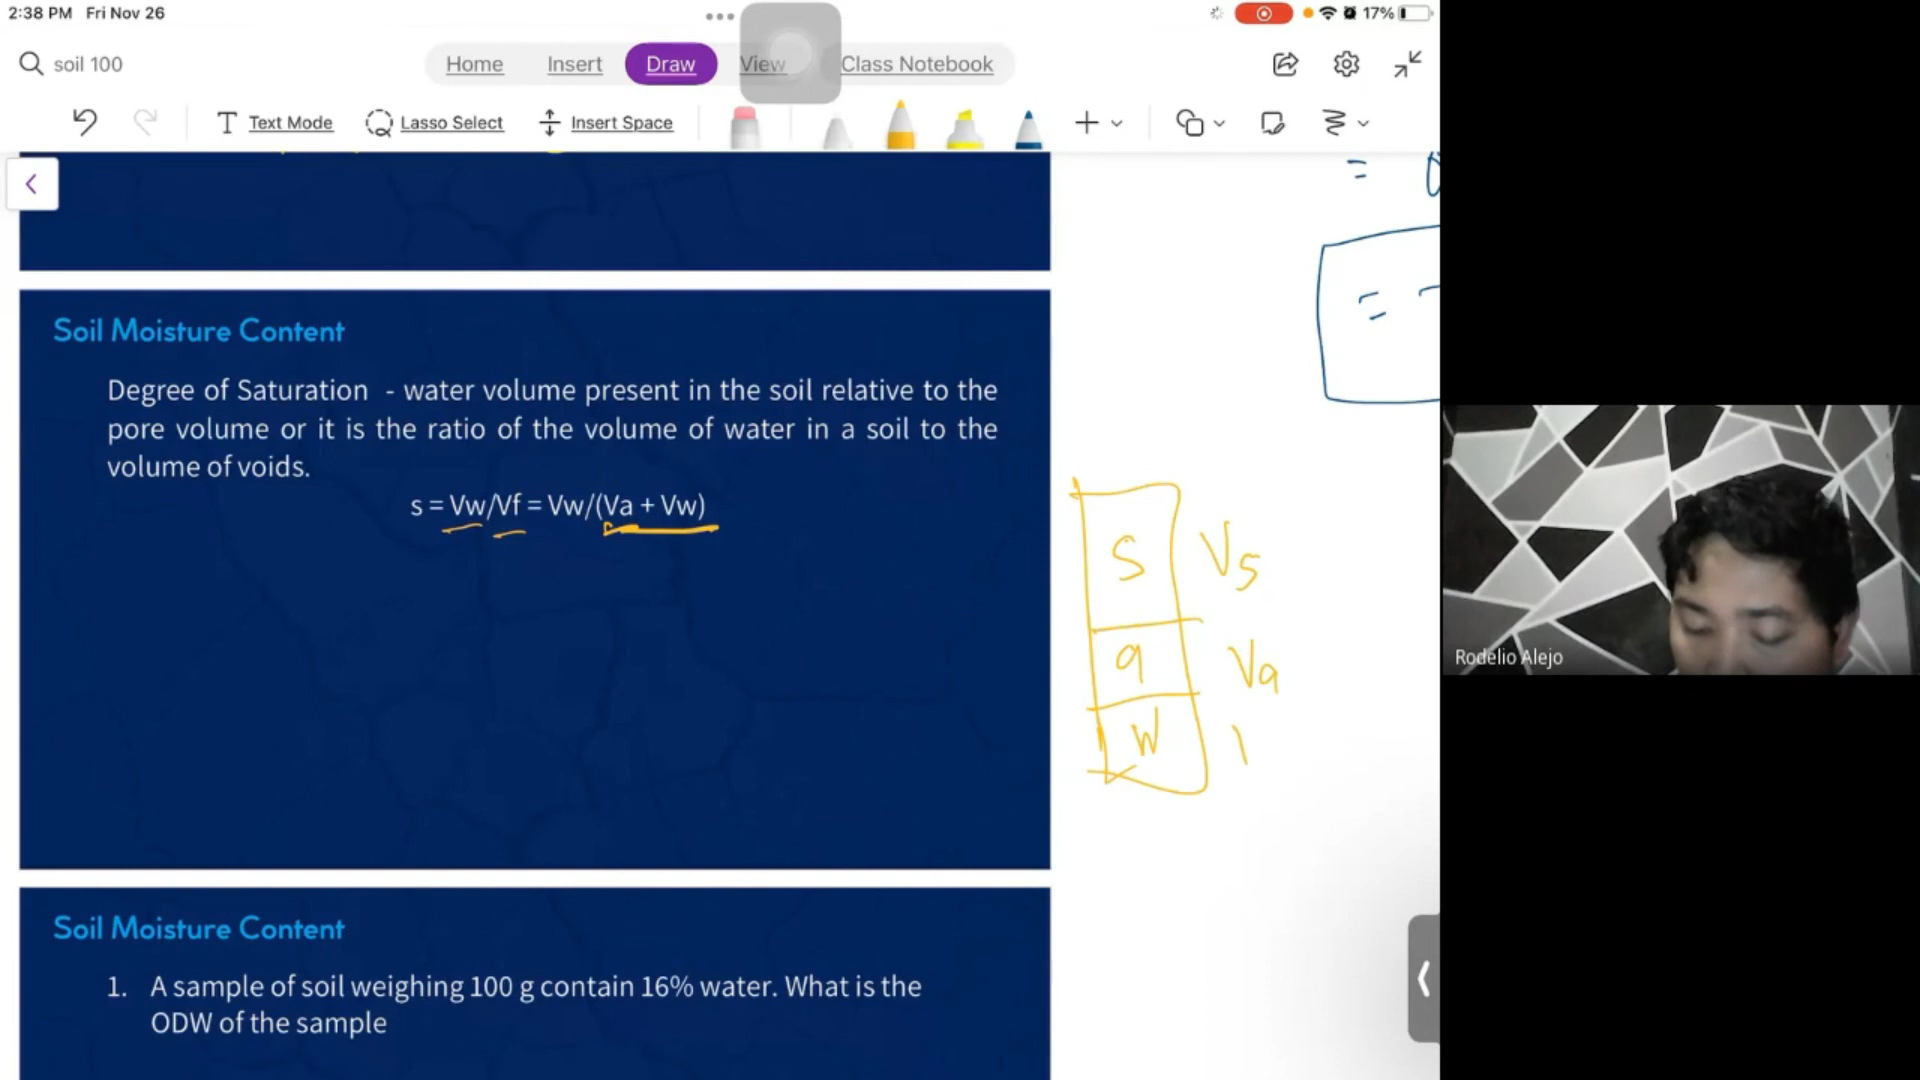 2:38 PM Fri Nov 26
17%
soil 100
Home Insert Draw View Class Notebook
Text Mode Lasso Select Insert Space
=
=
Soil Moisture Content
Degree of Saturation - water volume present in the soil relative to the
pore volume or it is the ratio of the volume of water in a soil to the
volume of voids.
s = Vw/Vf = Vw/(Va + Vw)
S Vs
a Va
W
Rodelio Alejo
Soil Moisture Content
1. A sample of soil weighing 100 g contain 16% water. What is the
ODW of the sample